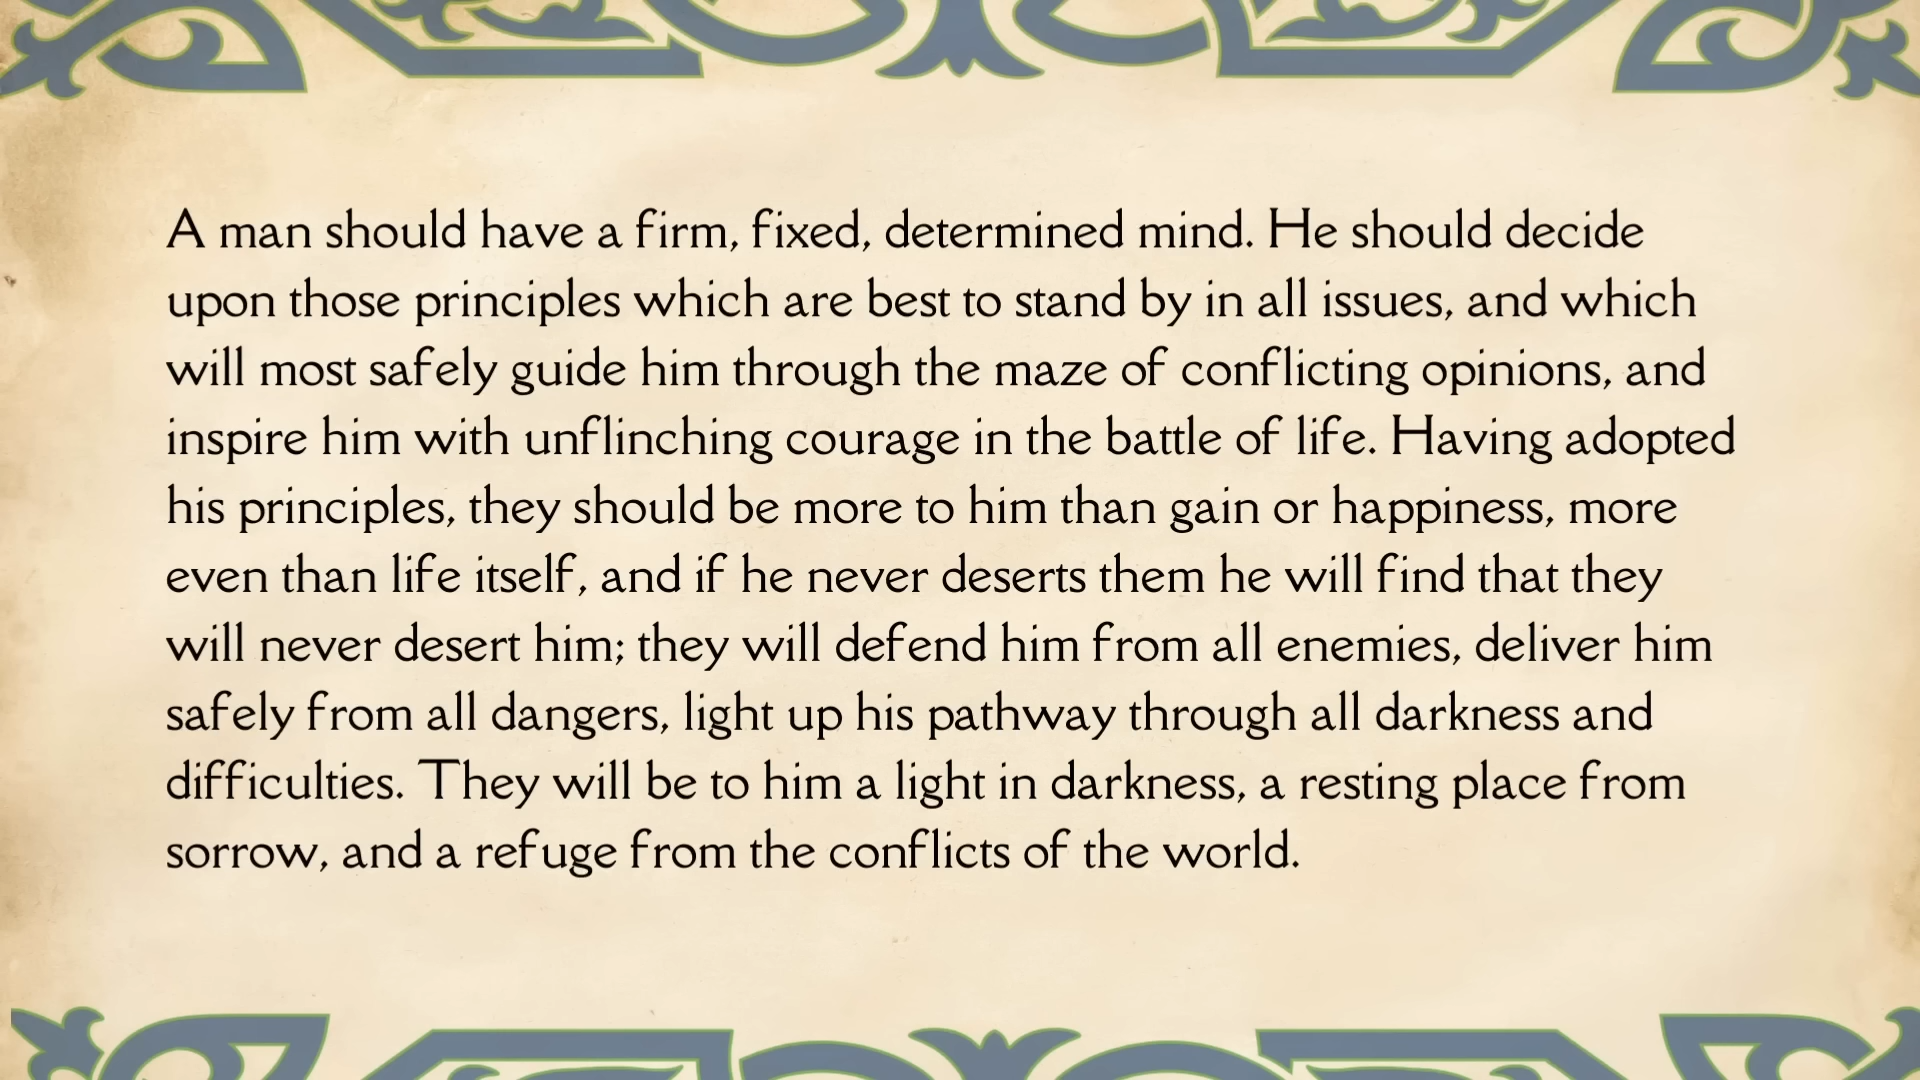 A man should have a firm, fixed, determined mind. He should decide
upon those principles which are best to stand by in all issues, and which
will most safely guide him through the maze of conflicting opinions, and
inspire him with unflinching courage in the battle of life. Having adopted
his principles, they should be more to him than gain or happiness, more
even than life itself, and if he never deserts them he will find that they
will never desert him; they will defend him from all enemies, deliver him
safely from all dangers, light up his pathway through all darkness and
difficulties. They will be to him a light in darkness, a resting place from
sorrow, and a refuge from the conflicts of the world.